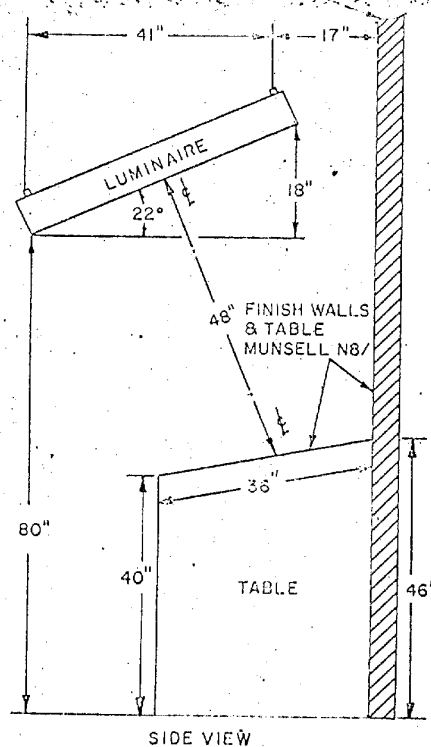 41"
17"
LUMINAIRE
18"
22°
℄
48"
FINISH WALLS
& TABLE
MUNSELL N8/
℄
36"
80"
40"
TABLE
46"
SIDE VIEW